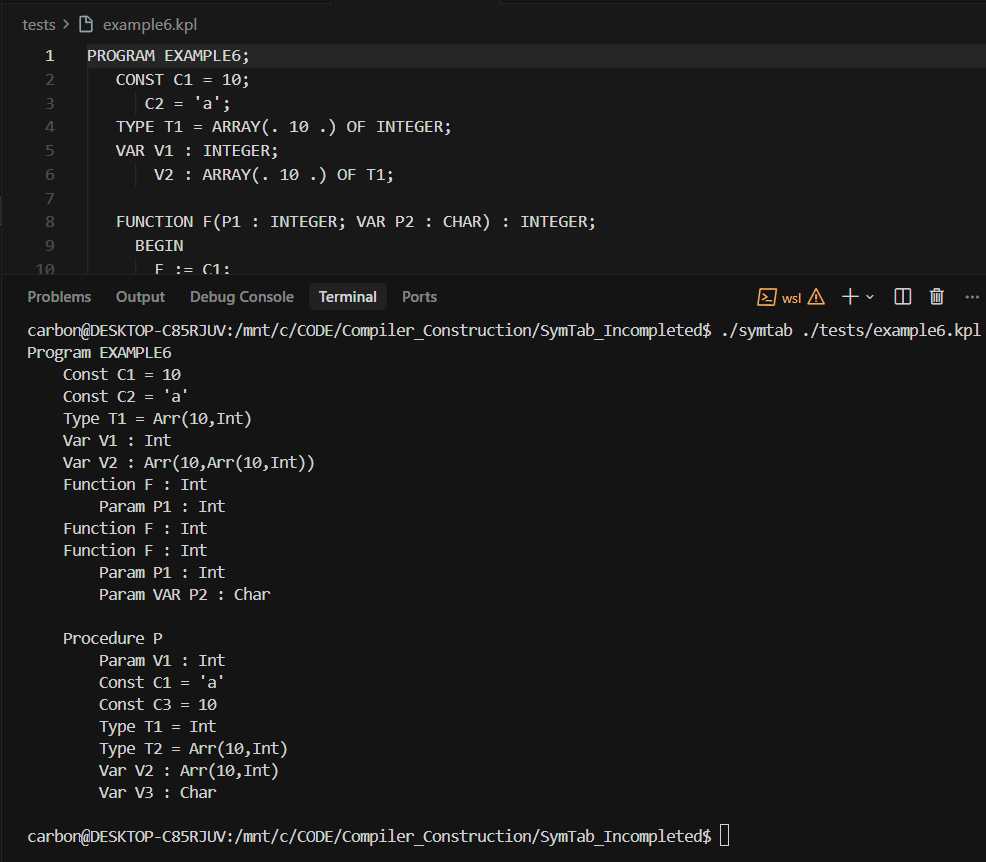 tests > example6.kpl
1 PROGRAM EXAMPLE6;
2 CONST C1 = 10;
3 C2 = 'a';
4 TYPE T1 = ARRAY(. 10 .) OF INTEGER;
5 VAR V1 : INTEGER;
6 V2 : ARRAY(. 10 .) OF T1;
7
8 FUNCTION F(P1 : INTEGER; VAR P2 : CHAR) : INTEGER;
9 BEGIN
10 F := C1;
Problems Output Debug Console Terminal Ports wsl
carbon@DESKTOP-C85RJUV:/mnt/c/CODE/Compiler_Construction/SymTab_Incompleted$ ./symtab ./tests/example6.kpl
Program EXAMPLE6
Const C1 = 10
Const C2 = 'a'
Type T1 = Arr(10,Int)
Var V1 : Int
Var V2 : Arr(10,Arr(10,Int))
Function F : Int
Param P1 : Int
Function F : Int
Function F : Int
Param P1 : Int
Param VAR P2 : Char
Procedure P
Param V1 : Int
Const C1 = 'a'
Const C3 = 10
Type T1 = Int
Type T2 = Arr(10,Int)
Var V2 : Arr(10,Int)
Var V3 : Char
carbon@DESKTOP-C85RJUV:/mnt/c/CODE/Compiler_Construction/SymTab_Incompleted$